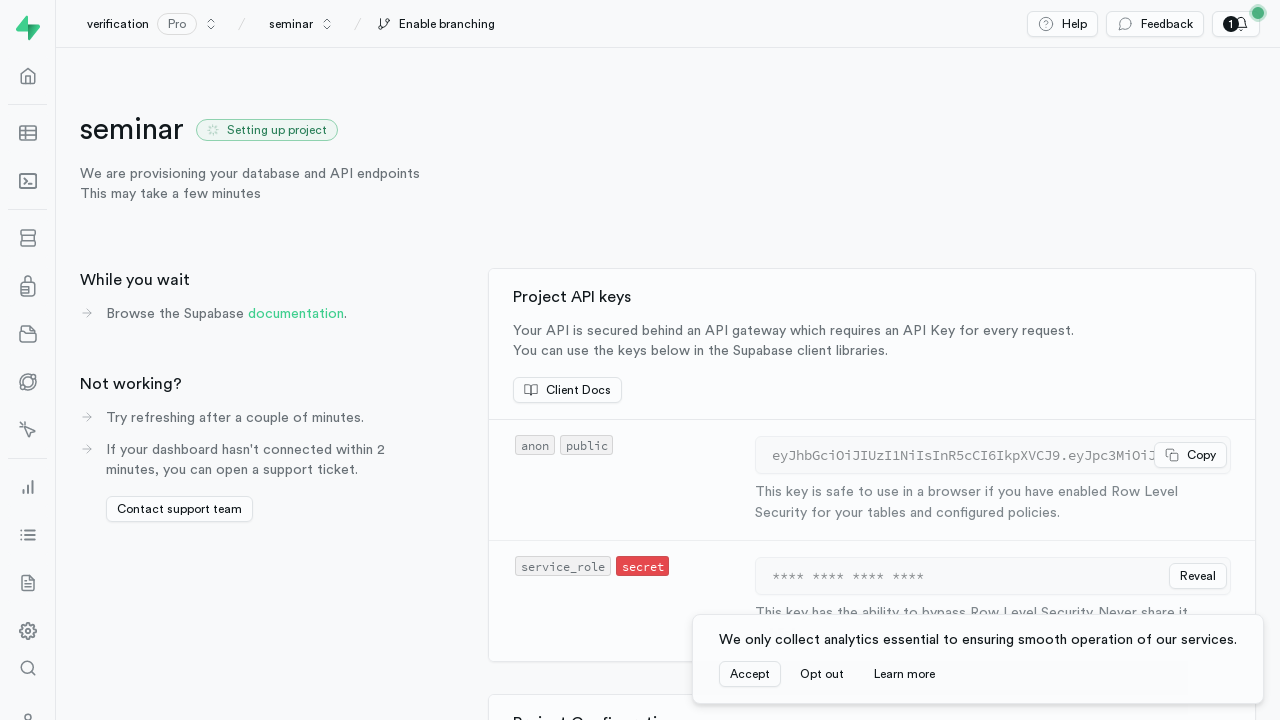 verification Pro / seminar / Enable branching
Help Feedback 1
seminar Setting up project
We are provisioning your database and API endpoints
This may take a few minutes
While you wait
Browse the Supabase documentation.
Not working?
Try refreshing after a couple of minutes.
If your dashboard hasn't connected within 2
minutes, you can open a support ticket.
Contact support team
Project API keys
Your API is secured behind an API gateway which requires an API Key for every request.
You can use the keys below in the Supabase client libraries.
Client Docs
anon public
eyJhbGciOiJIUzI1NiIsInR5cCI6IkpXVCJ9.eyJpc3MiOiJ Copy
This key is safe to use in a browser if you have enabled Row Level
Security for your tables and configured policies.
service_role secret
**** **** **** **** Reveal
This key has the ability to bypass Row Level Security. Never share it
We only collect analytics essential to ensuring smooth operation of our services.
Accept Opt out Learn more